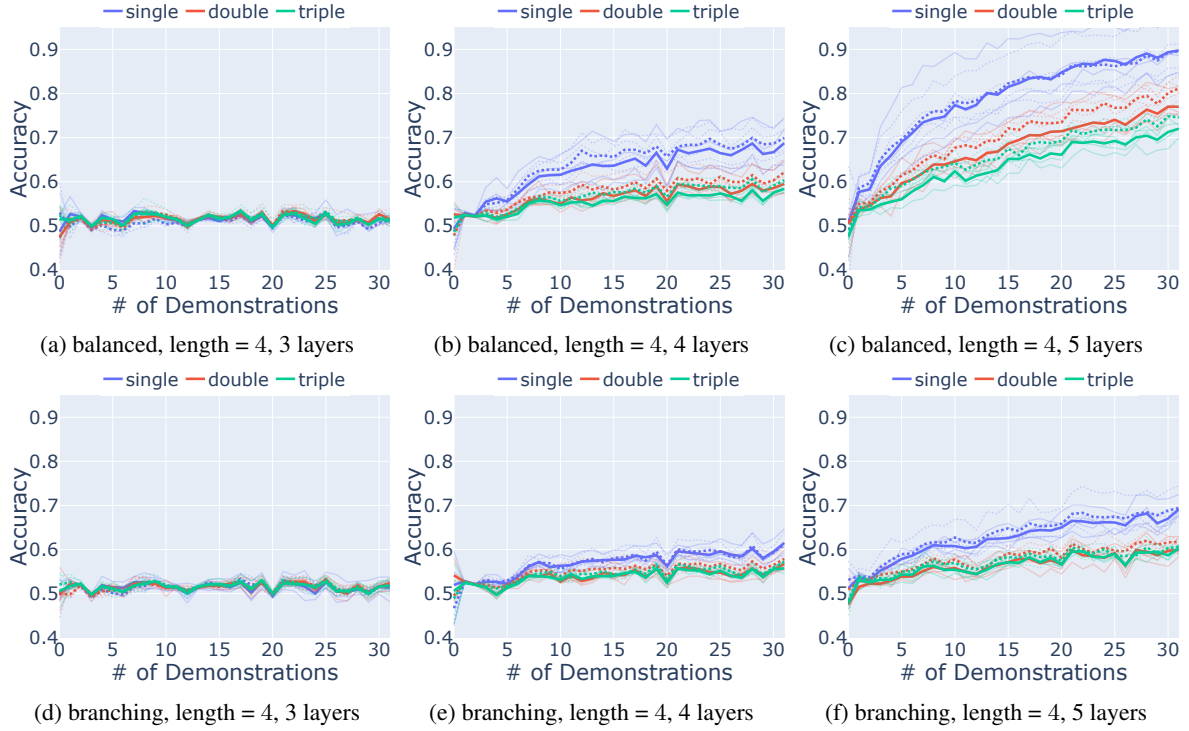 single double triple
single double triple
single double triple
0.9
0.8
0.7
0.6
0.5
0.4
Accuracy
0 5 10 15 20 25 30
# of Demonstrations
0.9
0.8
0.7
0.6
0.5
0.4
Accuracy
0 5 10 15 20 25 30
# of Demonstrations
0.9
0.8
0.7
0.6
0.5
0.4
Accuracy
0 5 10 15 20 25 30
# of Demonstrations
(a) balanced, length = 4, 3 layers
(b) balanced, length = 4, 4 layers
(c) balanced, length = 4, 5 layers
single double triple
single double triple
single double triple
0.9
0.8
0.7
0.6
0.5
0.4
Accuracy
0 5 10 15 20 25 30
# of Demonstrations
0.9
0.8
0.7
0.6
0.5
0.4
Accuracy
0 5 10 15 20 25 30
# of Demonstrations
0.9
0.8
0.7
0.6
0.5
0.4
Accuracy
0 5 10 15 20 25 30
# of Demonstrations
(d) branching, length = 4, 3 layers
(e) branching, length = 4, 4 layers
(f) branching, length = 4, 5 layers